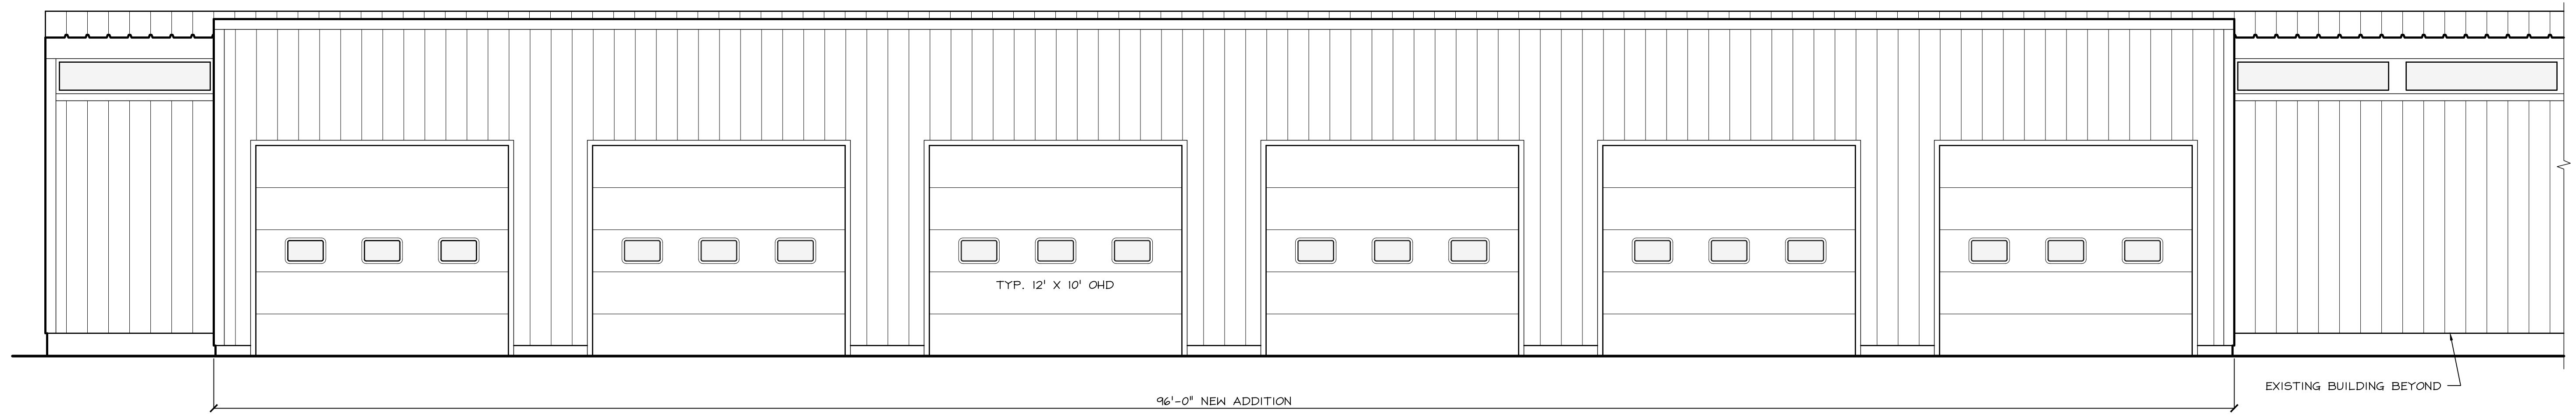 TYP. 12' X 10' OHD
EXISTING BUILDING BEYOND
96'-0" NEW ADDITION